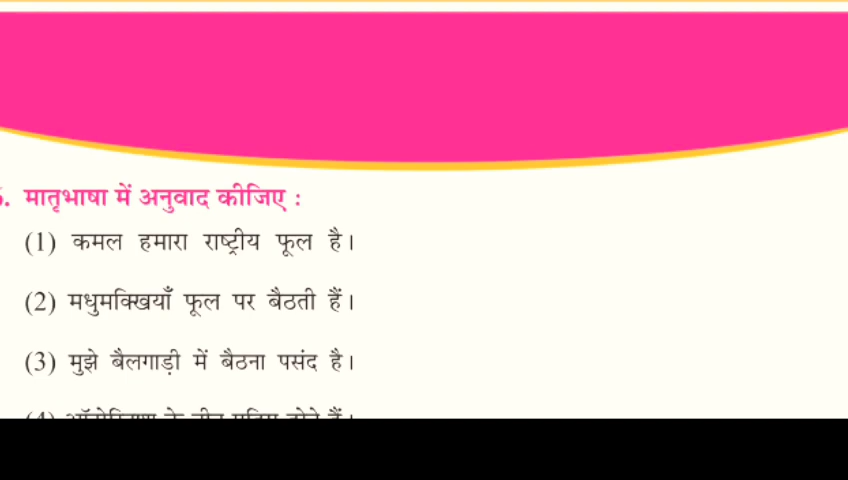 मातृभाषा में अनुवाद कीजिए :
(1) कमल हमारा राष्ट्रीय फूल है।
(2) मधुमक्खियाँ फूल पर बैठती हैं।
(3) मुझे बैलगाड़ी में बैठना पसंद है।